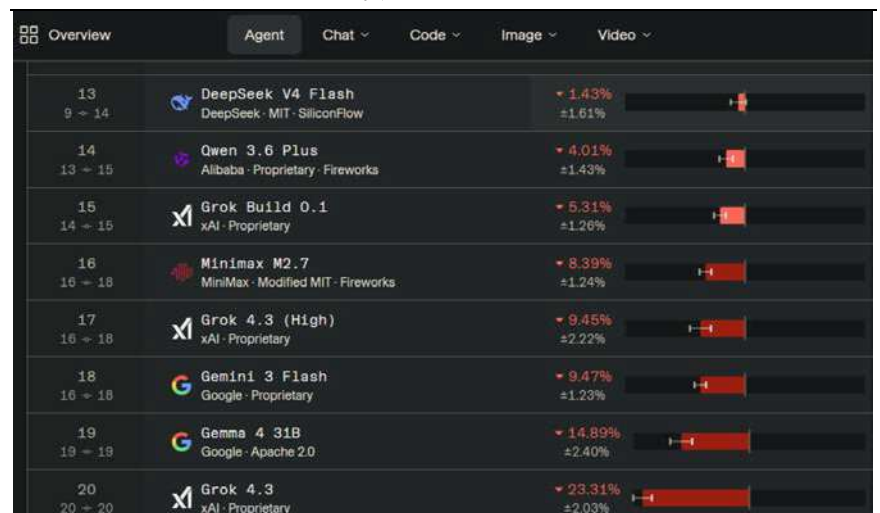 Overview Agent Chat Code Image Video
13 DeepSeek V4 Flash ▾ 1.43%
9 ÷ 14 DeepSeek · MIT · SiliconFlow ±1.61%
14 Qwen 3.6 Plus ▾ 4.01%
13 ÷ 15 Alibaba · Proprietary · Fireworks ±1.43%
15 Grok Build 0.1 ▾ 5.31%
14 ÷ 15 xAI · Proprietary ±1.26%
16 Minimax M2.7 ▾ 8.39%
16 ÷ 18 MiniMax · Modified MIT · Fireworks ±1.24%
17 Grok 4.3 (High) ▾ 9.45%
16 ÷ 18 xAI · Proprietary ±2.22%
18 Gemini 3 Flash ▾ 9.47%
16 ÷ 18 Google · Proprietary ±1.23%
19 Gemma 4 31B ▾ 14.89%
19 ÷ 19 Google · Apache 2.0 ±2.40%
20 Grok 4.3 ▾ 23.31%
20 ÷ 20 xAI · Proprietary ±2.03%